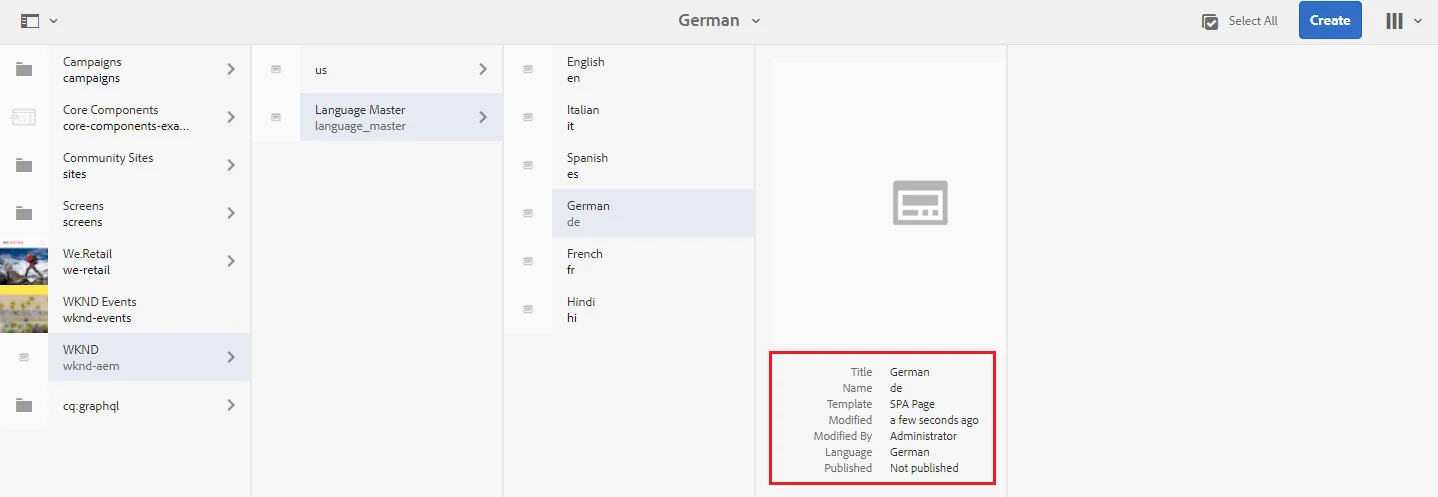 German
Select All
Create
Campaigns
campaigns
Core Components
core-components-exa...
Community Sites
sites
Screens
screens
We.Retail
we-retail
WKND Events
wknd-events
WKND
wknd-aem
cq:graphql
us
Language Master
language_master
English
en
Italian
it
Spanish
es
German
de
French
fr
Hindi
hi
Title German
Name de
Template SPA Page
Modified a few seconds ago
Modified By Administrator
Language German
Published Not published